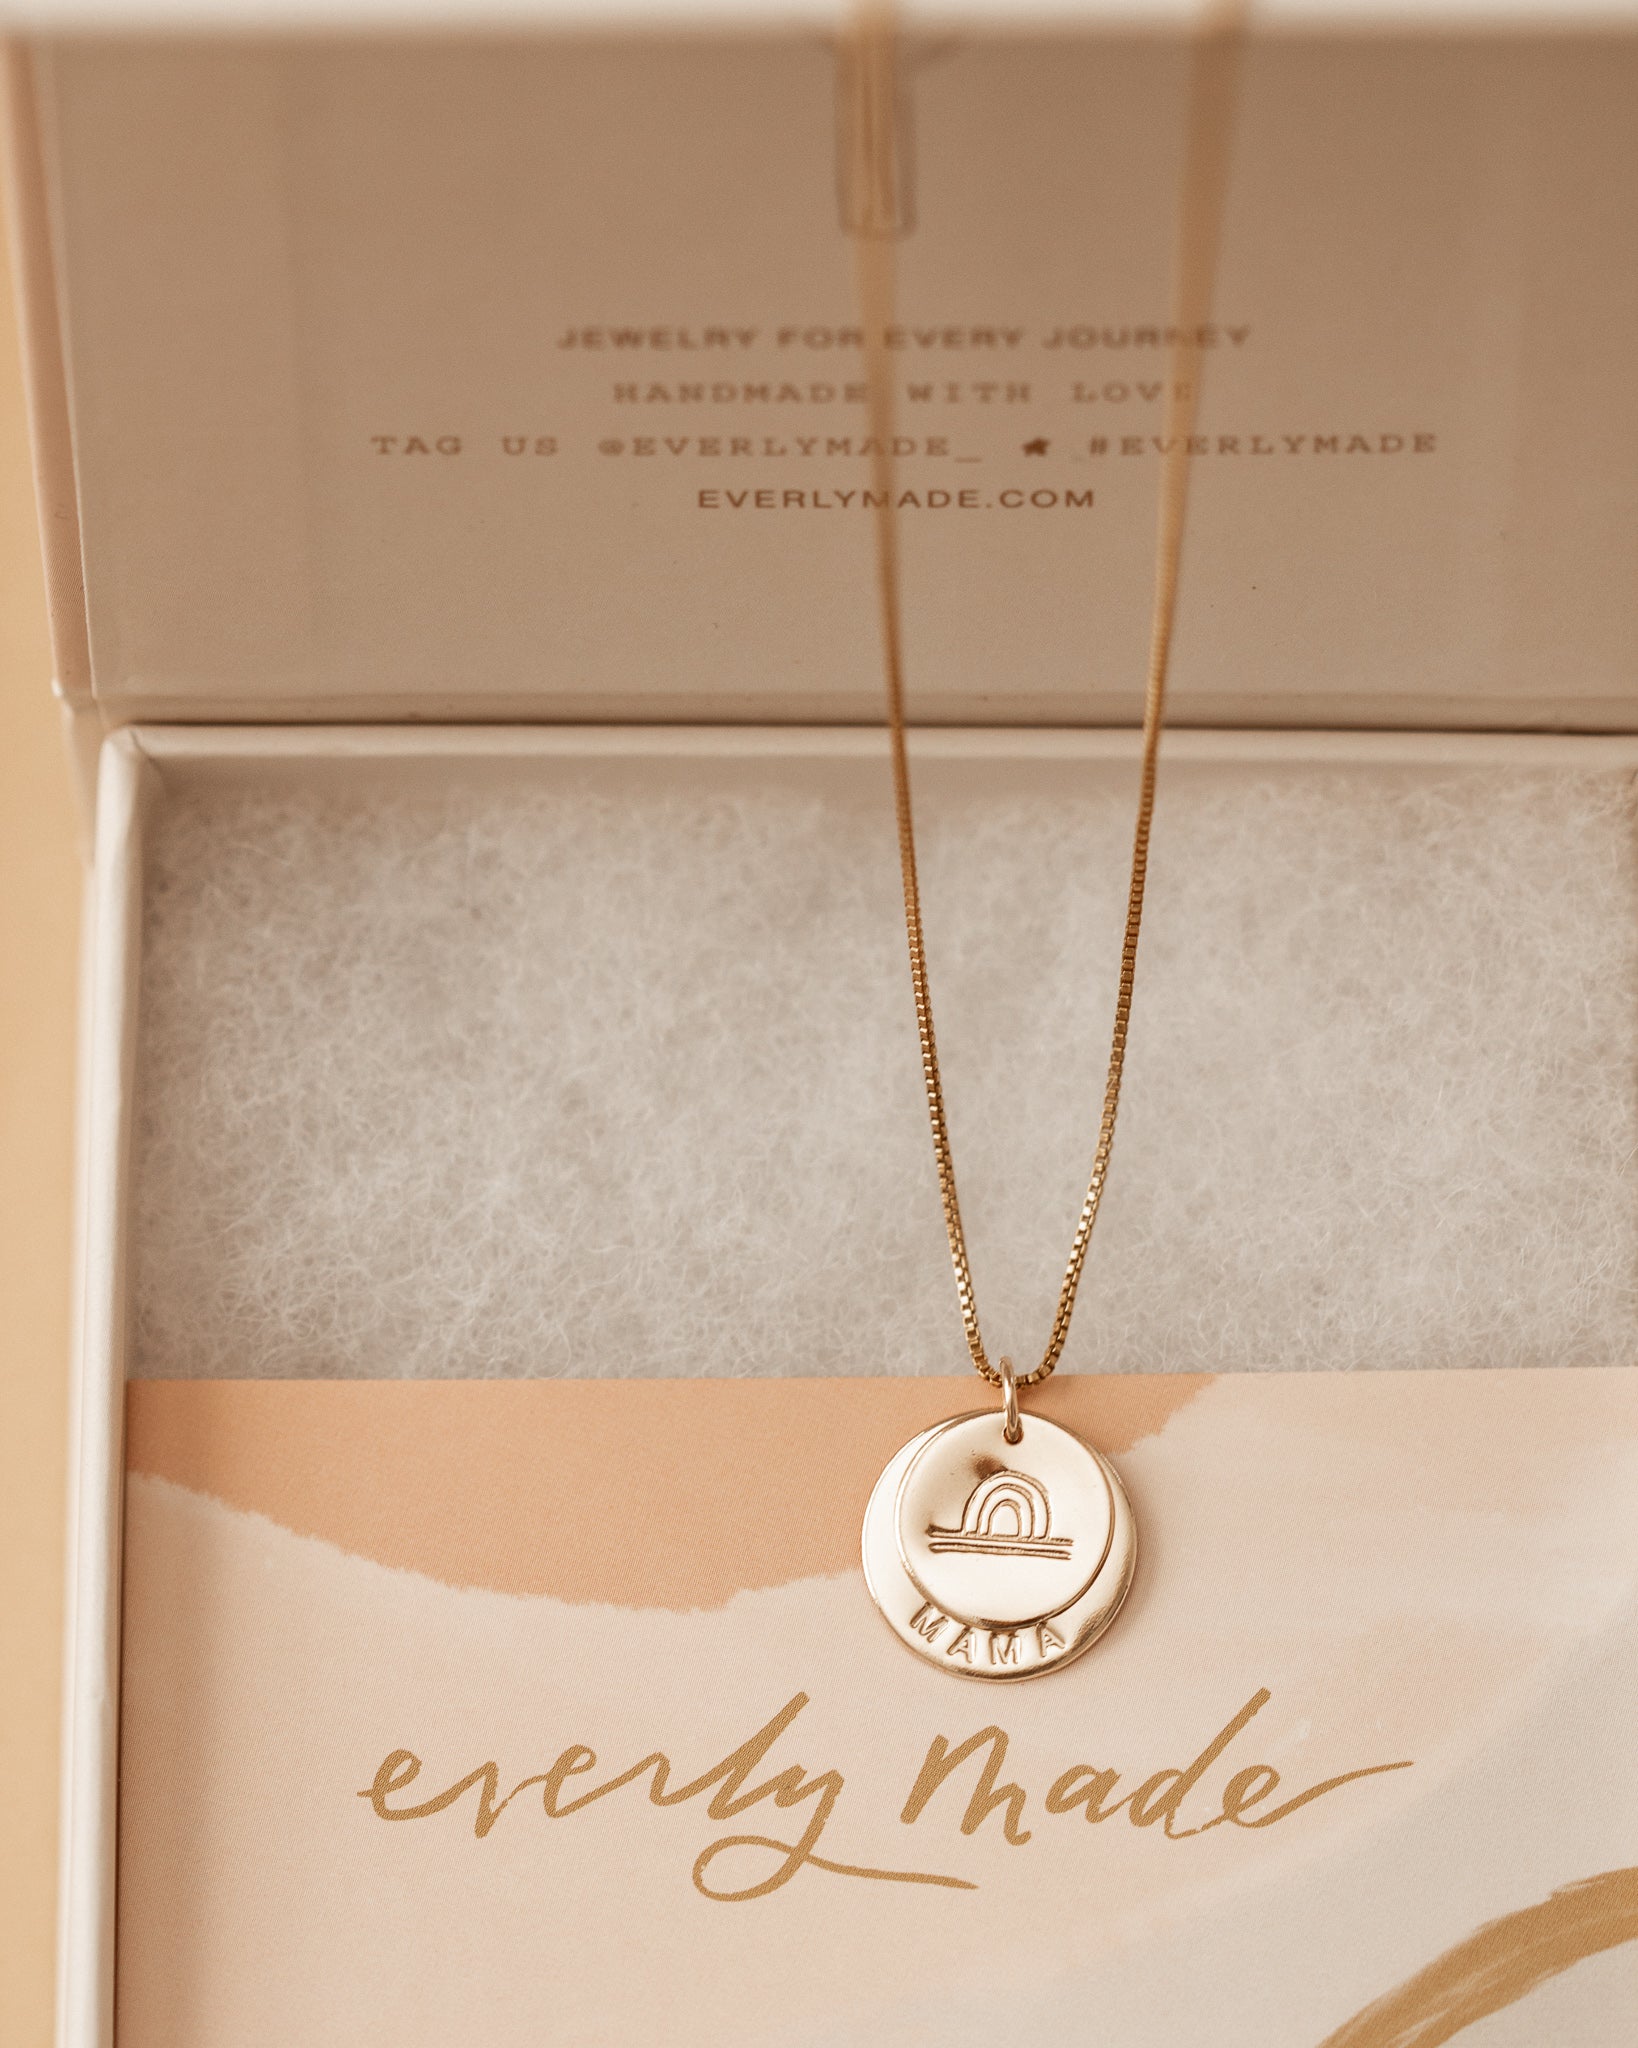 JEWELRY FOR EVERY JOURNEY
HANDMADE WITH LOVE
TAG US @EVERLYMADE_ ★ #EVERLYMADE
EVERLYMADE.COM
MAMA
everly made